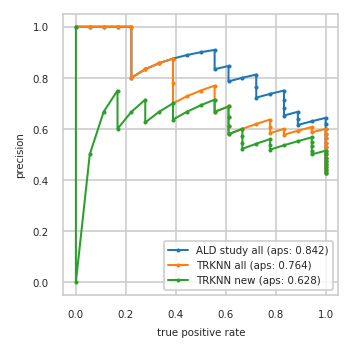 1.0
0.8
0.6
0.4
0.2
0.0
precision
0.0 0.2 0.4 0.6 0.8 1.0
true positive rate
ALD study all (aps: 0.842)
TRKNN all (aps: 0.764)
TRKNN new (aps: 0.628)